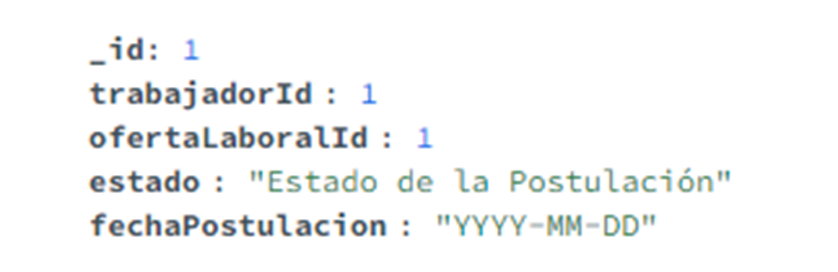 _id: 1
trabajadorId : 1
ofertaLaboralId : 1
estado : "Estado de la Postulación"
fechaPostulacion : "YYYY-MM-DD"